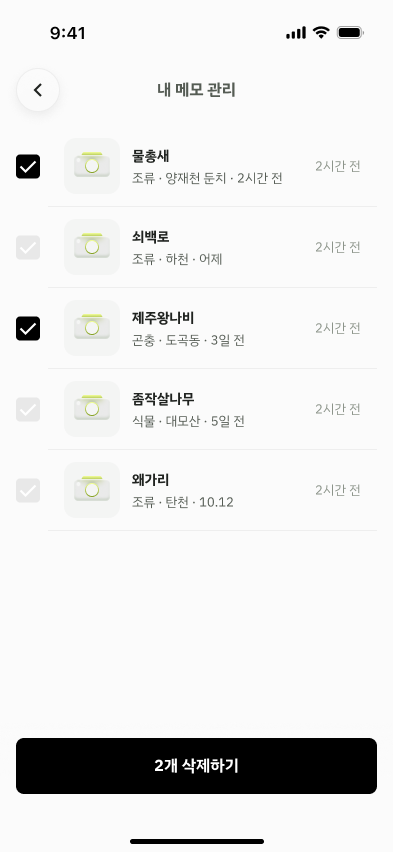 9:41
내 메모 관리
물총새
조류 · 양재천 둔치 · 2시간 전
2시간 전
쇠백로
조류 · 하천 · 어제
2시간 전
제주왕나비
곤충 · 도곡동 · 3일 전
2시간 전
좀작살나무
식물 · 대모산 · 5일 전
2시간 전
왜가리
조류 · 탄천 · 10.12
2시간 전
2개 삭제하기